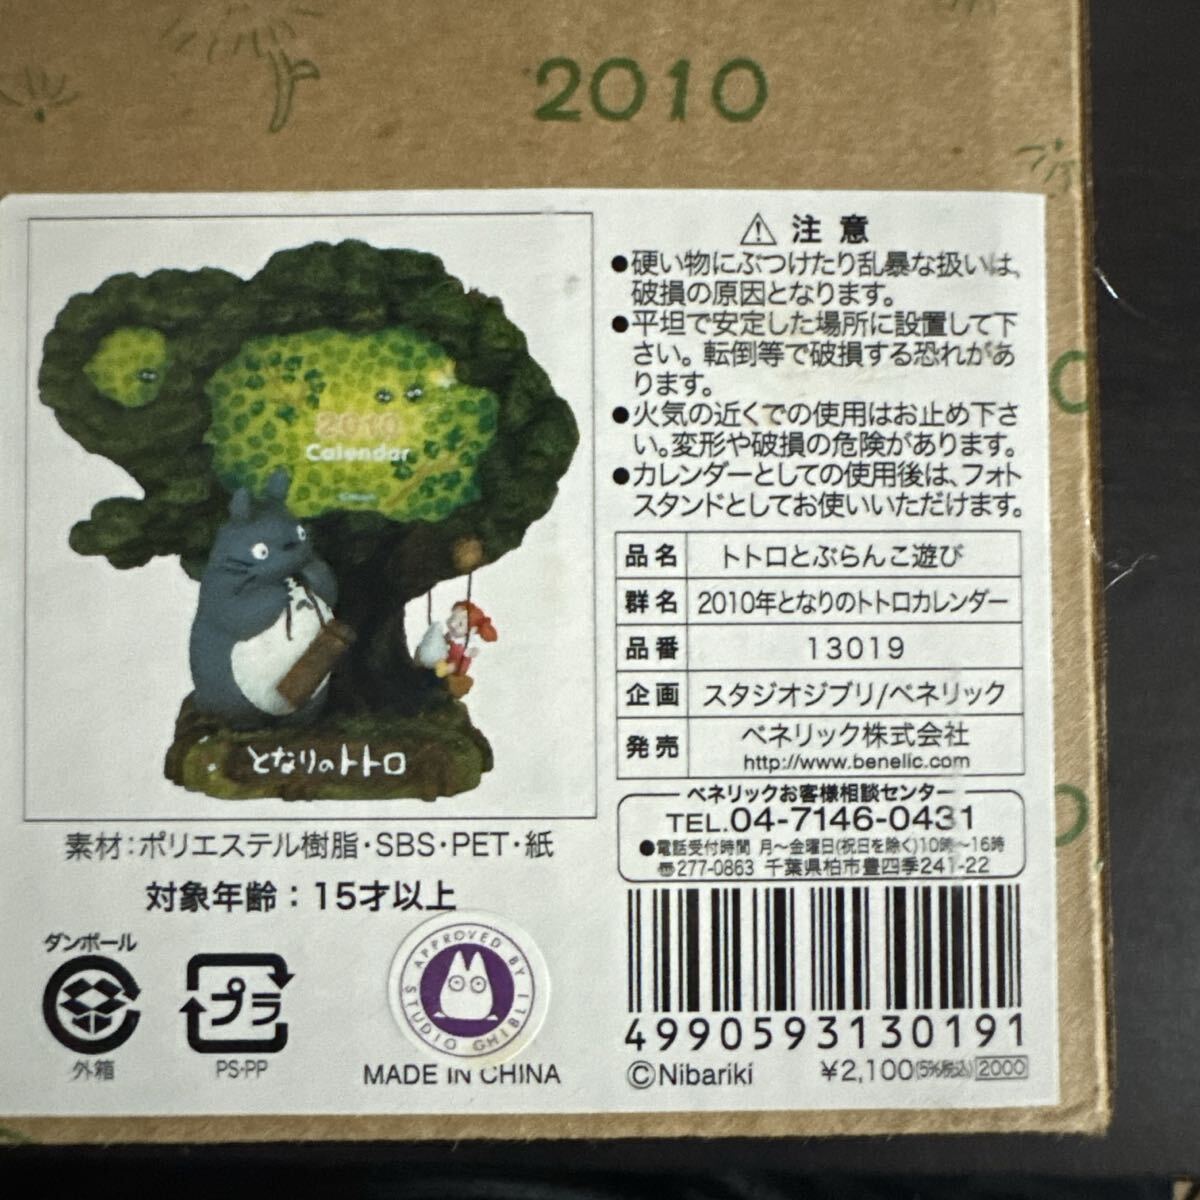 2010
2010
Calendar
となりのトトロ
素材：ポリエステル樹脂・SBS・PET・紙
対象年齢：15才以上
ダンボール
外箱
プラ
PS・PP
APPROVED BY STUDIO GHIBLI
MADE IN CHINA
注意
●硬い物にぶつけたり乱暴な扱いは、
破損の原因となります。
●平坦で安定した場所に設置して下
さい。転倒等で破損する恐れがあ
ります。
●火気の近くでの使用はお止め下さ
い。変形や破損の危険があります。
●カレンダーとしての使用後は、フォト
スタンドとしてお使いいただけます。
品名 トトロとぶらんこ遊び
群名 2010年となりのトトロカレンダー
品番 13019
企画 スタジオジブリ/ベネリック
発売 ベネリック株式会社
http://www.benelic.com
ベネリックお客様相談センター
TEL.04-7146-0431
●電話受付時間 月〜金曜日(祝日を除く)10時〜16時
〠277-0863 千葉県柏市豊四季241-22
4990593130191
©Nibariki ¥2,100(5%税込) 2000